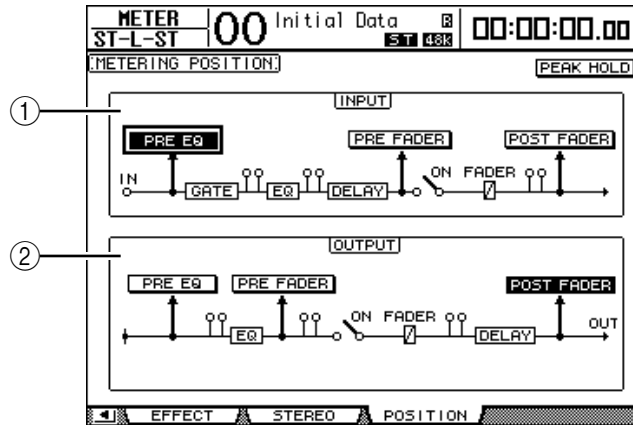 METER
ST-L-ST
00
Initial Data
R
ST 48k
00:00:00.00
METERING POSITION
PEAK HOLD
1
INPUT
PRE EQ
PRE FADER
POST FADER
IN
GATE
EQ
DELAY
ON
FADER
2
OUTPUT
PRE EQ
PRE FADER
POST FADER
EQ
ON
FADER
DELAY
OUT
EFFECT
STEREO
POSITION